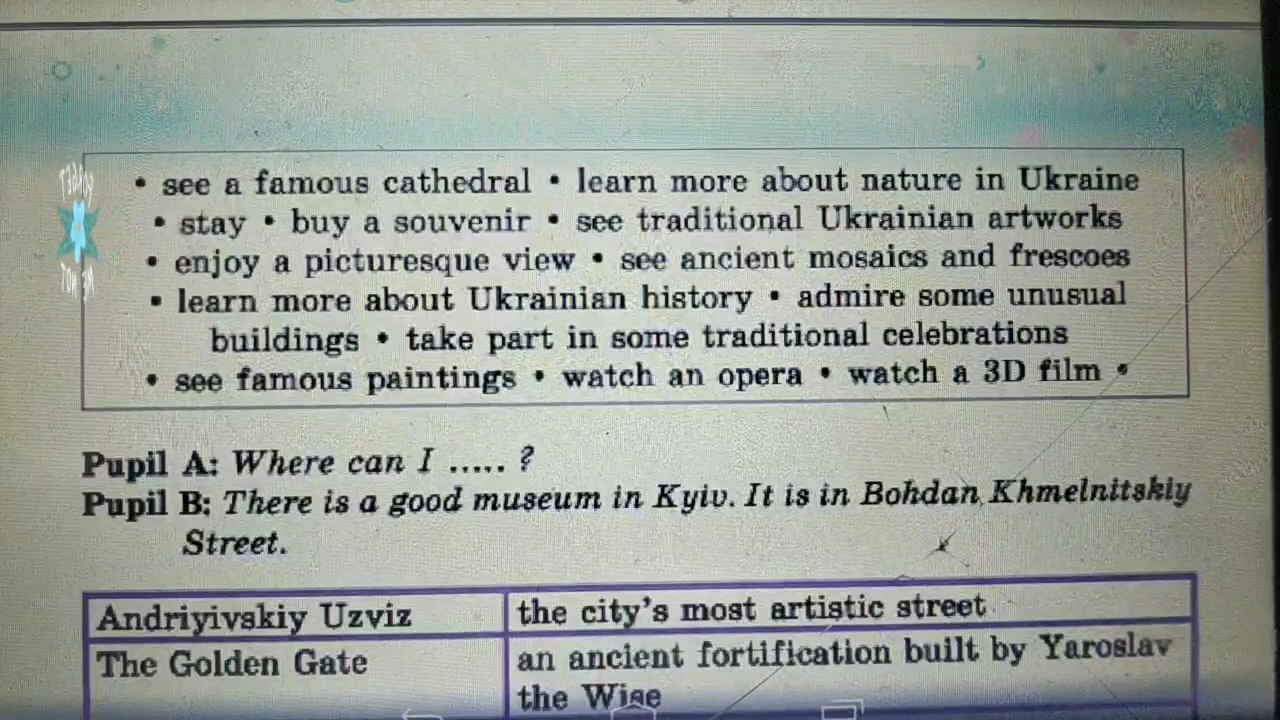 • see a famous cathedral • learn more about nature in Ukraine
• stay • buy a souvenir • see traditional Ukrainian artworks
• enjoy a picturesque view • see ancient mosaics and frescoes
• learn more about Ukrainian history • admire some unusual
buildings • take part in some traditional celebrations
• see famous paintings • watch an opera • watch a 3D film •
Pupil A: Where can I ..... ?
Pupil B: There is a good museum in Kyiv. It is in Bohdan Khmelnitskiy
Street.
Andriyivskiy Uzviz the city's most artistic street
The Golden Gate an ancient fortification built by Yaroslav
the Wise